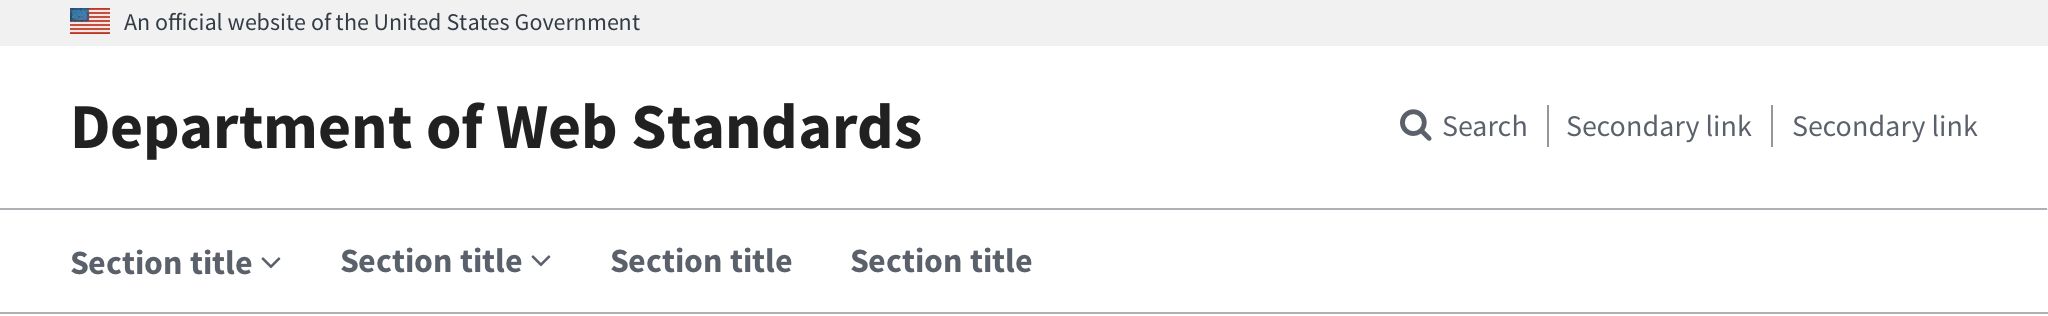 An official website of the United States Government
Department of Web Standards
Search
Secondary link
Secondary link
Section title
Section title
Section title
Section title